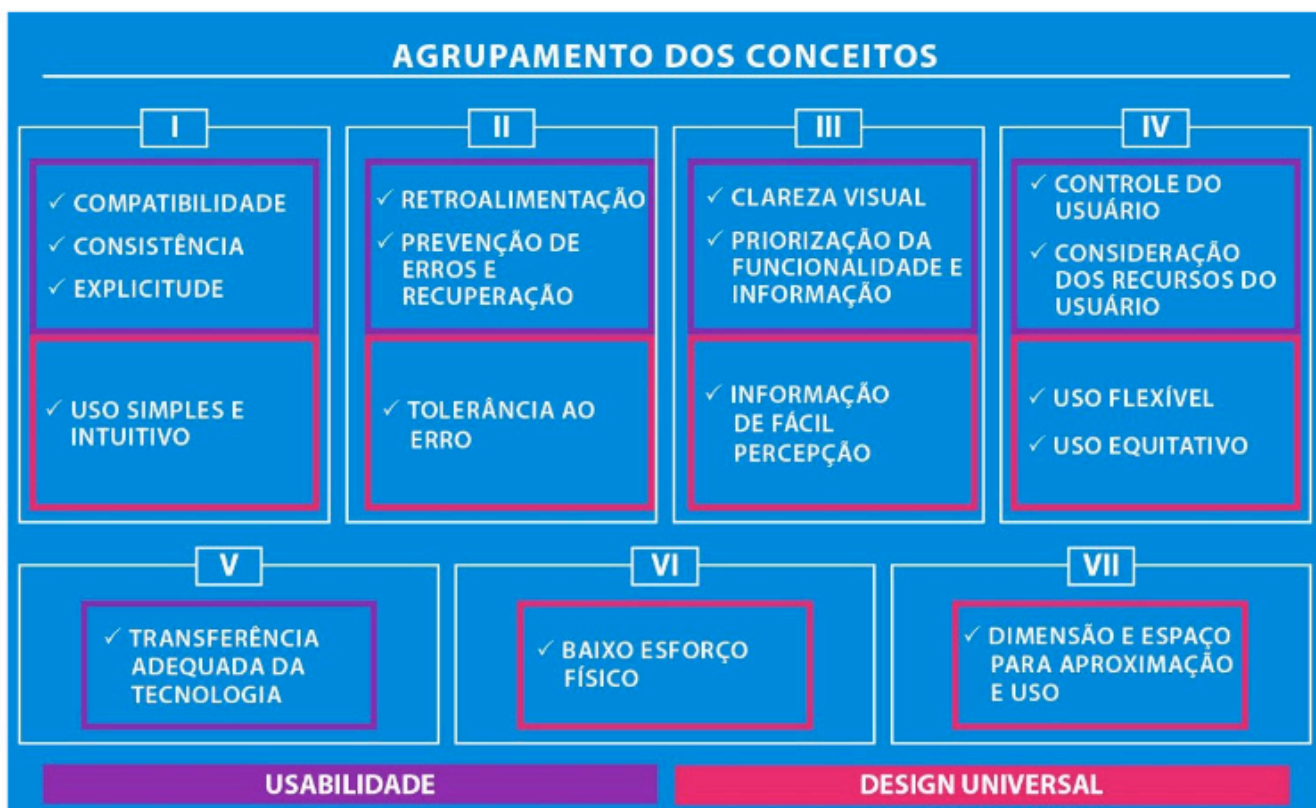 AGRUPAMENTO DOS CONCEITOS
I
✓ COMPATIBILIDADE
✓ CONSISTÊNCIA
✓ EXPLICITUDE
✓ USO SIMPLES E
INTUITIVO
II
✓ RETROALIMENTAÇÃO
✓ PREVENÇÃO DE
ERROS E
RECUPERAÇÃO
✓ TOLERÂNCIA AO
ERRO
III
✓ CLAREZA VISUAL
✓ PRIORIZAÇÃO DA
FUNCIONALIDADE E
INFORMAÇÃO
✓ INFORMAÇÃO
DE FÁCIL
PERCEPÇÃO
IV
✓ CONTROLE DO
USUÁRIO
✓ CONSIDERAÇÃO
DOS RECURSOS DO
USUÁRIO
✓ USO FLEXÍVEL
✓ USO EQUITATIVO
V
✓ TRANSFERÊNCIA
ADEQUADA DA
TECNOLOGIA
VI
✓ BAIXO ESFORÇO
FÍSICO
VII
✓ DIMENSÃO E ESPAÇO
PARA APROXIMAÇÃO
E USO
USABILIDADE
DESIGN UNIVERSAL